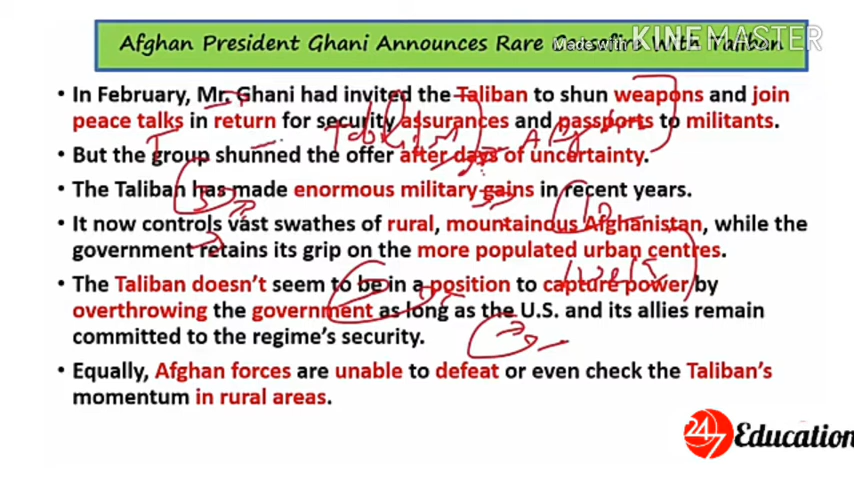 Afghan President Ghani Announces Rare Ceasefire With Taliban
Made with KINEMASTER
• In February, Mr. Ghani had invited the Taliban to shun weapons and join
peace talks in return for security assurances and passports to militants.
• But the group shunned the offer after days of uncertainty.
• The Taliban has made enormous military gains in recent years.
• It now controls vast swathes of rural, mountainous Afghanistan, while the
government retains its grip on the more populated urban centres.
• The Taliban doesn't seem to be in a position to capture power by
overthrowing the government as long as the U.S. and its allies remain
committed to the regime's security.
• Equally, Afghan forces are unable to defeat or even check the Taliban's
momentum in rural areas.
24/7 Education